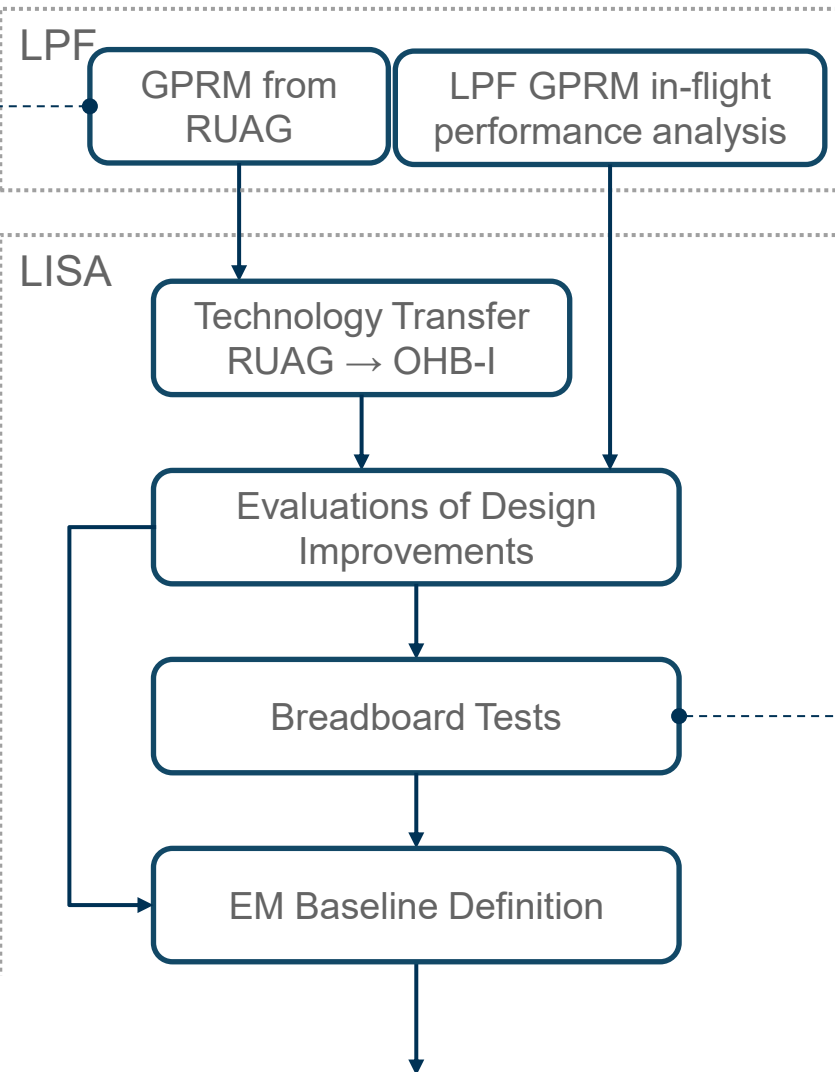 LPF
GPRM from
RUAG
LPF GPRM in-flight
performance analysis
LISA
Technology Transfer
RUAG → OHB-I
Evaluations of Design
Improvements
Breadboard Tests
EM Baseline Definition